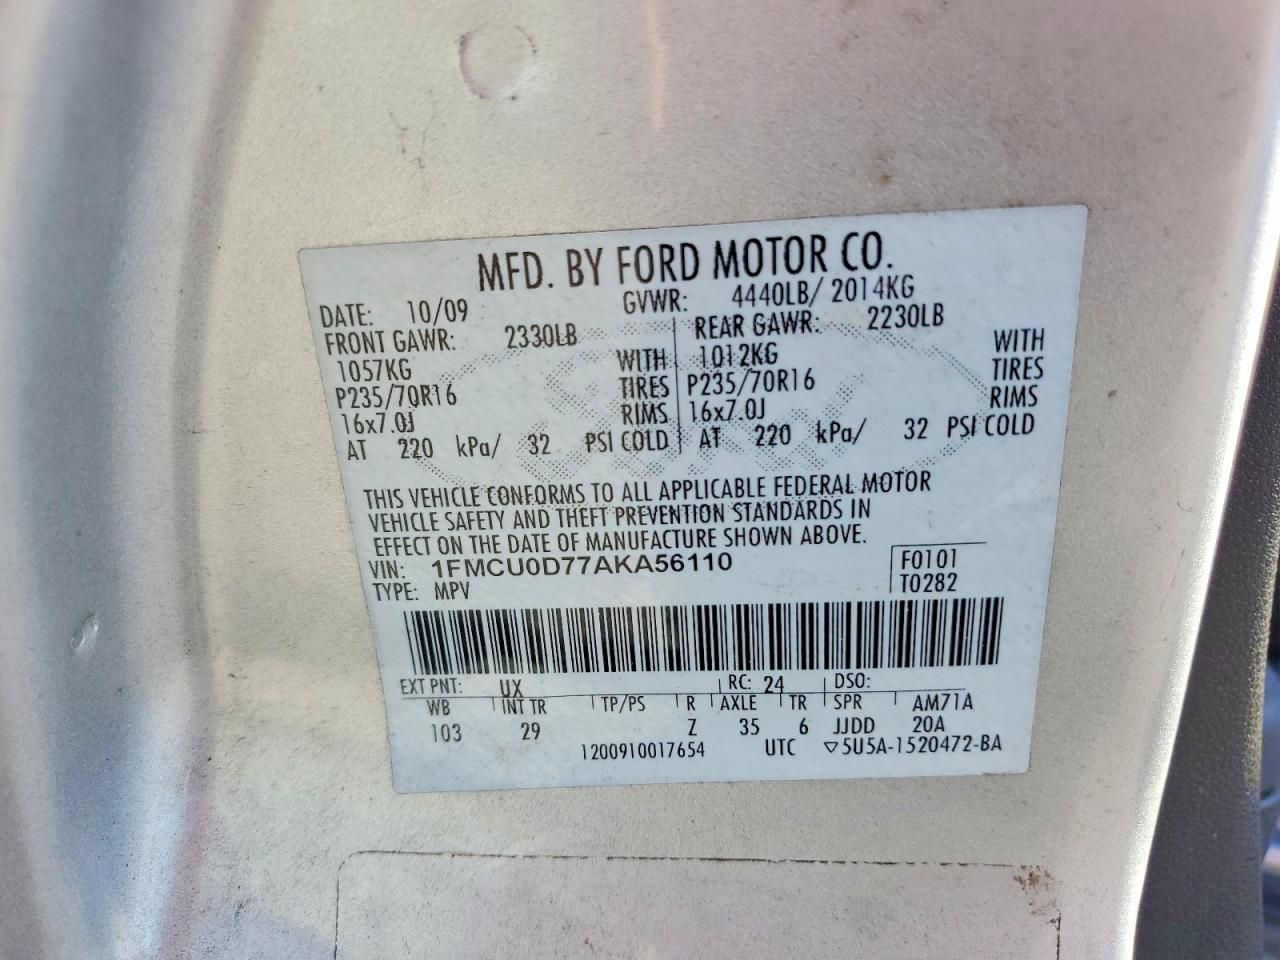 MFD. BY FORD MOTOR CO.
DATE: 10/09 GVWR: 4440LB/ 2014KG
FRONT GAWR: 2330LB REAR GAWR: 2230LB
1057KG WITH 1012KG WITH
P235/70R16 TIRES P235/70R16 TIRES
16x7.0J RIMS 16x7.0J RIMS
AT 220 kPa/ 32 PSI COLD AT 220 kPa/ 32 PSI COLD
THIS VEHICLE CONFORMS TO ALL APPLICABLE FEDERAL MOTOR
VEHICLE SAFETY AND THEFT PREVENTION STANDARDS IN
EFFECT ON THE DATE OF MANUFACTURE SHOWN ABOVE.
VIN: 1FMCU0D77AKA56110 F0101
TYPE: MPV T0282
EXT PNT: UX RC: 24 DSO:
WB INT TR TP/PS R AXLE TR SPR AM71A
103 29 Z 35 6 JJDD 20A
1200910017654 UTC ▽5U5A-1520472-BA